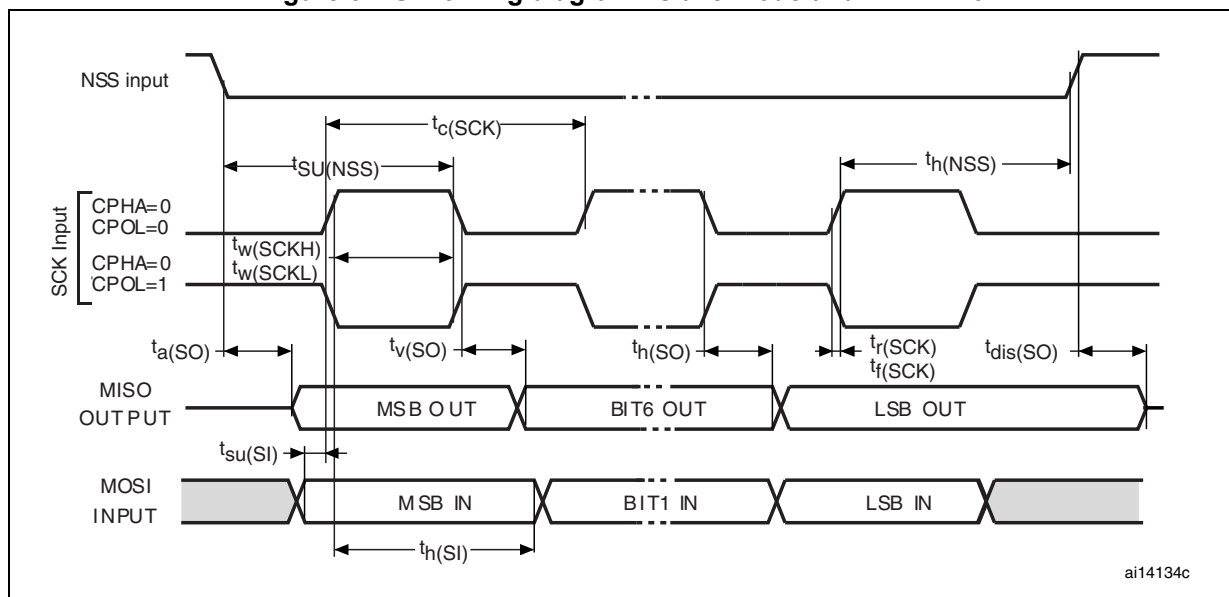 NSS input
tc(SCK)
tSU(NSS)
th(NSS)
SCK Input
CPHA=0
CPOL=0
tw(SCKH)
CPHA=0
tw(SCKL)
CPOL=1
ta(SO)
tv(SO)
th(SO)
tr(SCK)
tf(SCK)
tdis(SO)
MISO
OUTPUT
MSB OUT
BIT6 OUT
LSB OUT
tsu(SI)
MOSI
INPUT
MSB IN
BIT1 IN
LSB IN
th(SI)
ai14134c